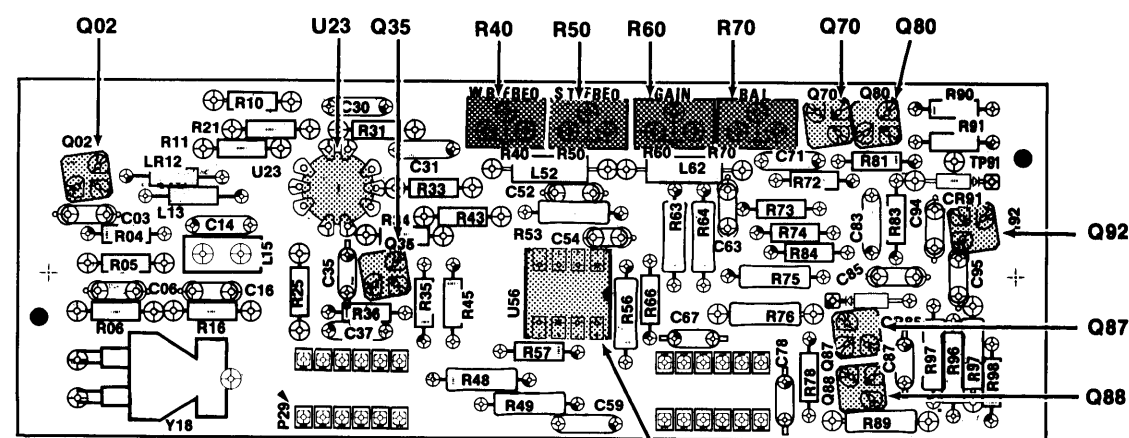 Q02 U23 Q35 R40 R50 R60 R70 Q70 Q80
GAIN BAL Q70 Q80
R10 C30 R90
R21 R31 R91
Q02 R11 C31 R40 R50 R60 R70 C71 R81 TP91
LR12 U23 L52 L62 R72
L13 R33 C52 CR91
C03 C14 R43 R63 R64 C63 R73 C83 R83 C94
R04 R53 C54 R74 Q92
L15 Q35 R84
R05 R25 C35 R75 C85 C95
C06 C16 R35 R45 U56 R56 R66
R06 R16 R36 R76
C37 C67 Q87
R57 C78 Q87 C87 R97 R96 R97 R98
R48 R78 Q88 Q88
P29 R49 C59 R89
Y18